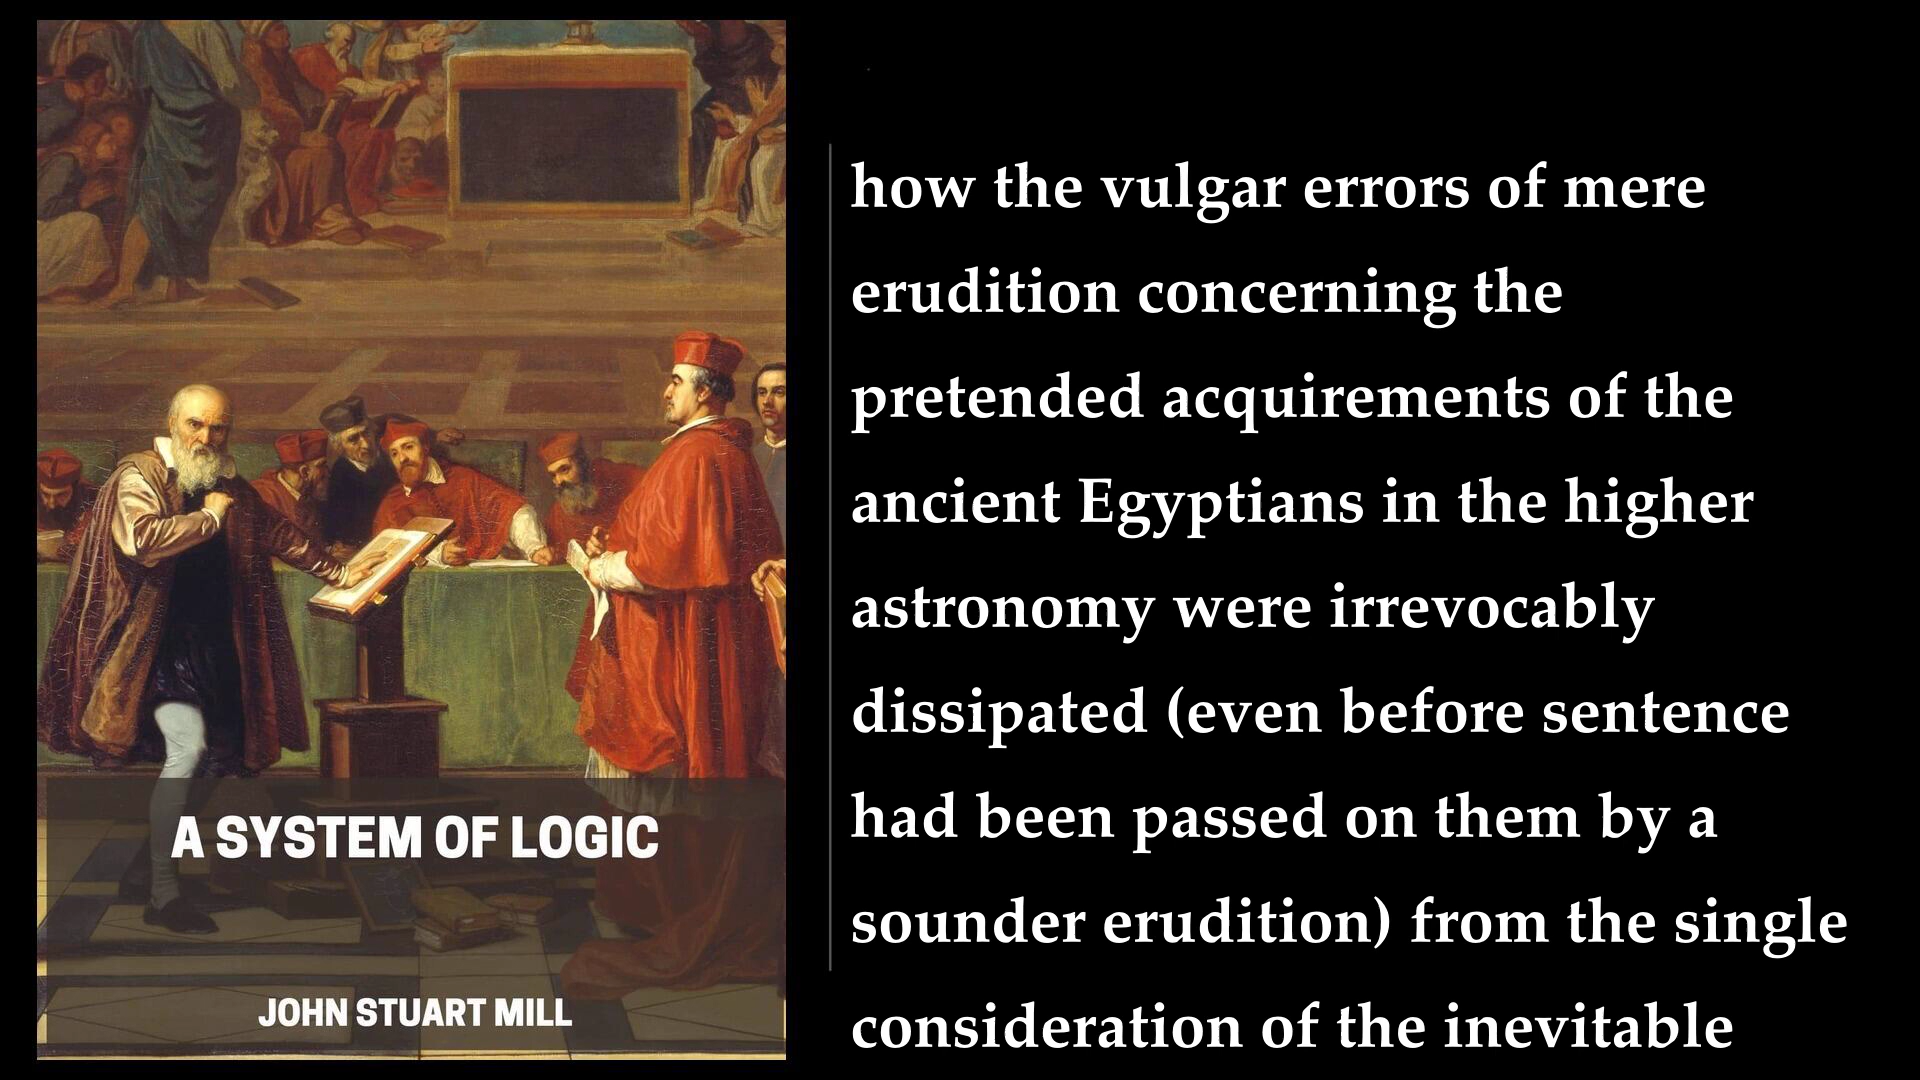 A SYSTEM OF LOGIC
JOHN STUART MILL
how the vulgar errors of mere
erudition concerning the
pretended acquirements of the
ancient Egyptians in the higher
astronomy were irrevocably
dissipated (even before sentence
had been passed on them by a
sounder erudition) from the single
consideration of the inevitable